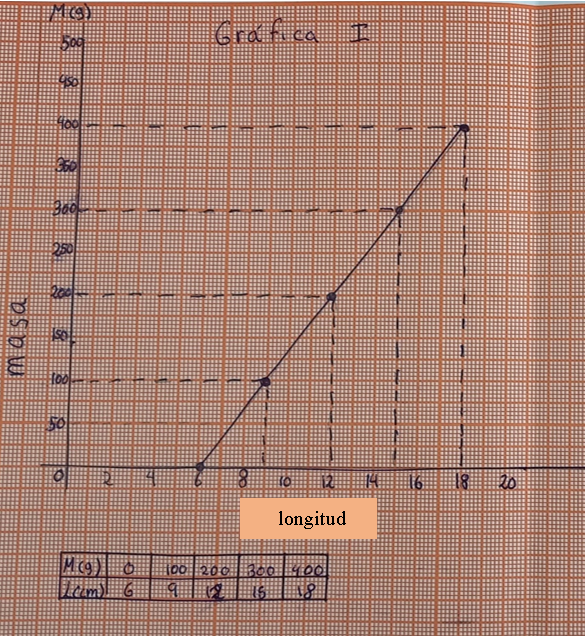 M(g)
Gráfica I
500
450
400
350
300
250
200
150
100
50
masa
0 2 4 6 8 10 12 14 16 18 20
longitud
M(g) 0 100 200 300 400
L(cm) 6 9 12 15 18